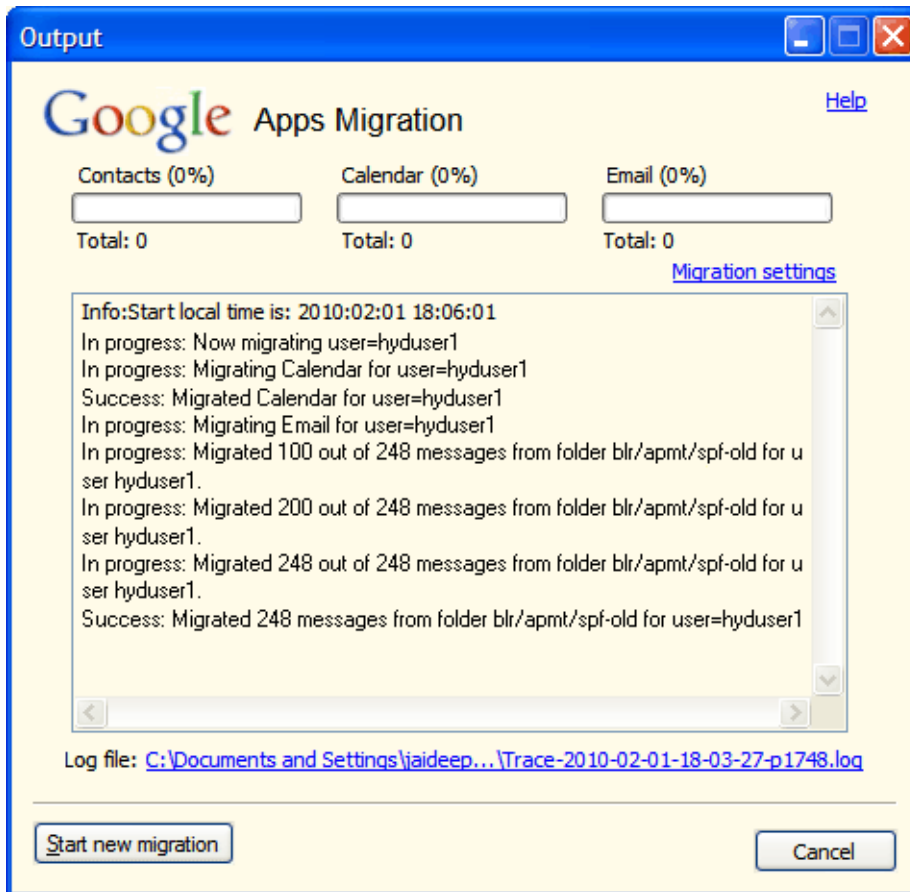 Output
Google Apps Migration
Help
Contacts (0%) Calendar (0%) Email (0%)
Total: 0 Total: 0 Total: 0
Migration settings
Info:Start local time is: 2010:02:01 18:06:01
In progress: Now migrating user=hyduser1
In progress: Migrating Calendar for user=hyduser1
Success: Migrated Calendar for user=hyduser1
In progress: Migrating Email for user=hyduser1
In progress: Migrated 100 out of 248 messages from folder blr/apmt/spf-old for u
ser hyduser1.
In progress: Migrated 200 out of 248 messages from folder blr/apmt/spf-old for u
ser hyduser1.
In progress: Migrated 248 out of 248 messages from folder blr/apmt/spf-old for u
ser hyduser1.
Success: Migrated 248 messages from folder blr/apmt/spf-old for user=hyduser1
Log file: C:\Documents and Settings\jaideep...\Trace-2010-02-01-18-03-27-p1748.log
Start new migration
Cancel